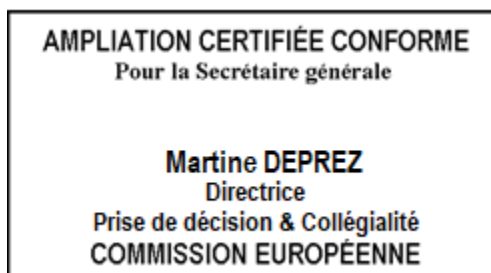 AMPLIATION CERTIFIÉE CONFORME
Pour la Secrétaire générale
Martine DEPREZ
Directrice
Prise de décision & Collégialité
COMMISSION EUROPÉENNE